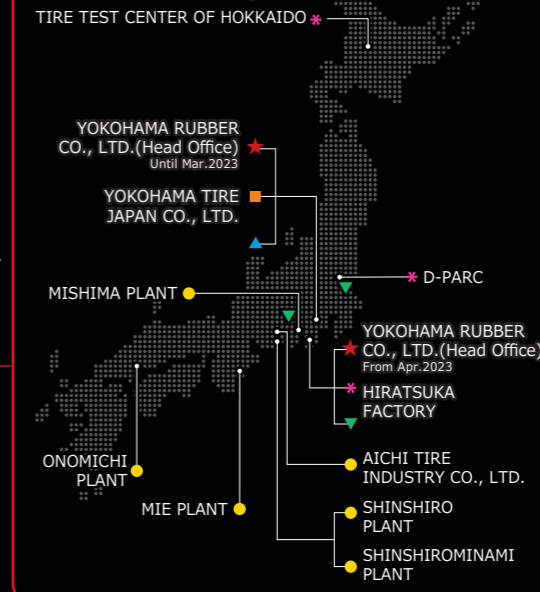 TIRE TEST CENTER OF HOKKAIDO
YOKOHAMA RUBBER
CO., LTD.(Head Office)
Until Mar.2023
YOKOHAMA TIRE
JAPAN CO., LTD.
D-PARC
MISHIMA PLANT
YOKOHAMA RUBBER
CO., LTD.(Head Office)
From Apr.2023
HIRATSUKA
FACTORY
ONOMICHI
PLANT
AICHI TIRE
INDUSTRY CO., LTD.
MIE PLANT
SHINSHIRO
PLANT
SHINSHIROMINAMI
PLANT